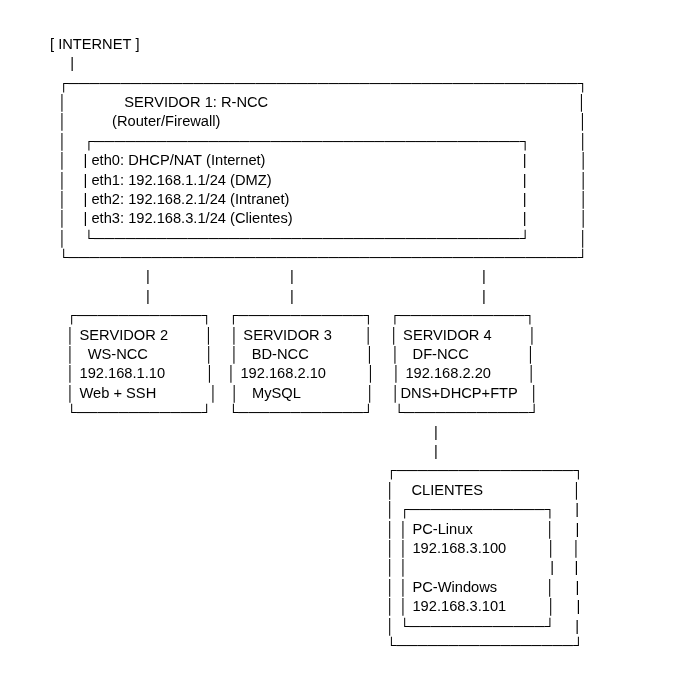 [ INTERNET ]
SERVIDOR 1: R-NCC
(Router/Firewall)
eth0: DHCP/NAT (Internet)
eth1: 192.168.1.1/24 (DMZ)
eth2: 192.168.2.1/24 (Intranet)
eth3: 192.168.3.1/24 (Clientes)
SERVIDOR 2
WS-NCC
192.168.1.10
Web + SSH
SERVIDOR 3
BD-NCC
192.168.2.10
MySQL
SERVIDOR 4
DF-NCC
192.168.2.20
DNS+DHCP+FTP
CLIENTES
PC-Linux
192.168.3.100
PC-Windows
192.168.3.101